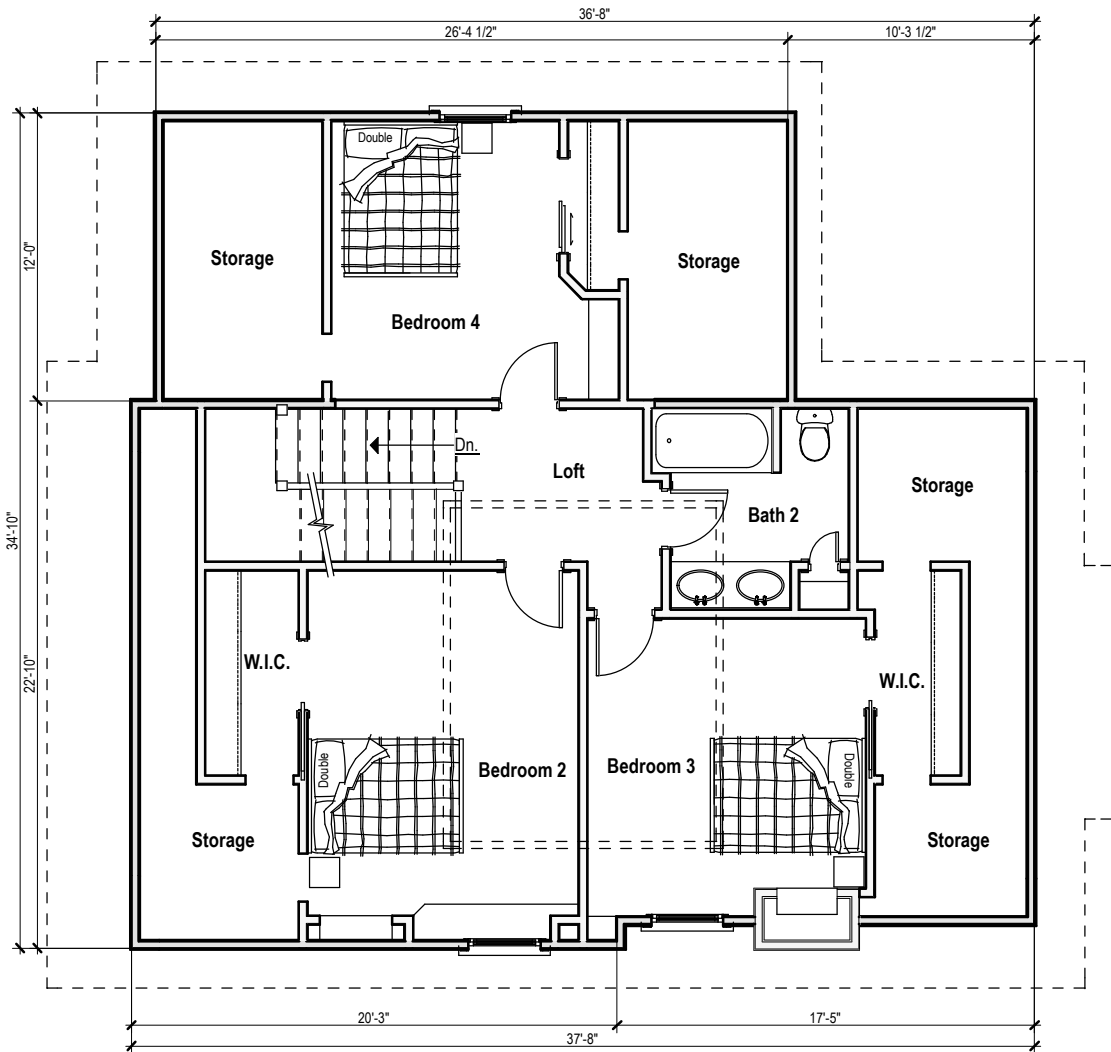 36'-8"
26'-4 1/2"
10'-3 1/2"
Double
12'-0"
Storage
Storage
Bedroom 4
Dn.
Loft
Storage
Bath 2
34'-10"
22'-10"
W.I.C.
W.I.C.
Double
Bedroom 2
Bedroom 3
Double
Storage
Storage
20'-3"
17'-5"
37'-8"